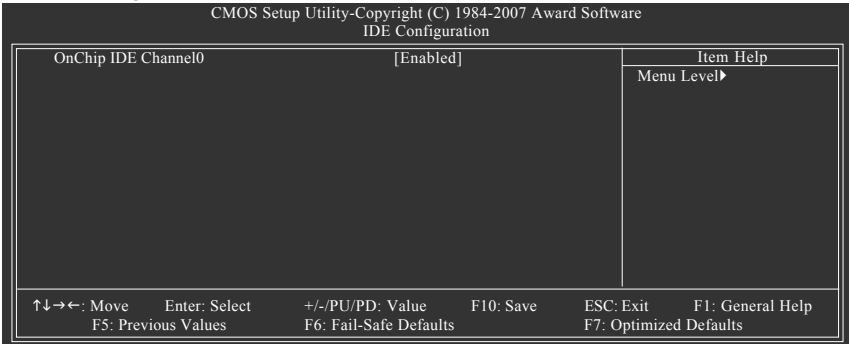 CMOS Setup Utility-Copyright (C) 1984-2007 Award Software
IDE Configuration
OnChip IDE Channel0 [Enabled] Item Help
Menu Level▶
↑↓→←: Move Enter: Select +/-/PU/PD: Value F10: Save ESC: Exit F1: General Help
F5: Previous Values F6: Fail-Safe Defaults F7: Optimized Defaults